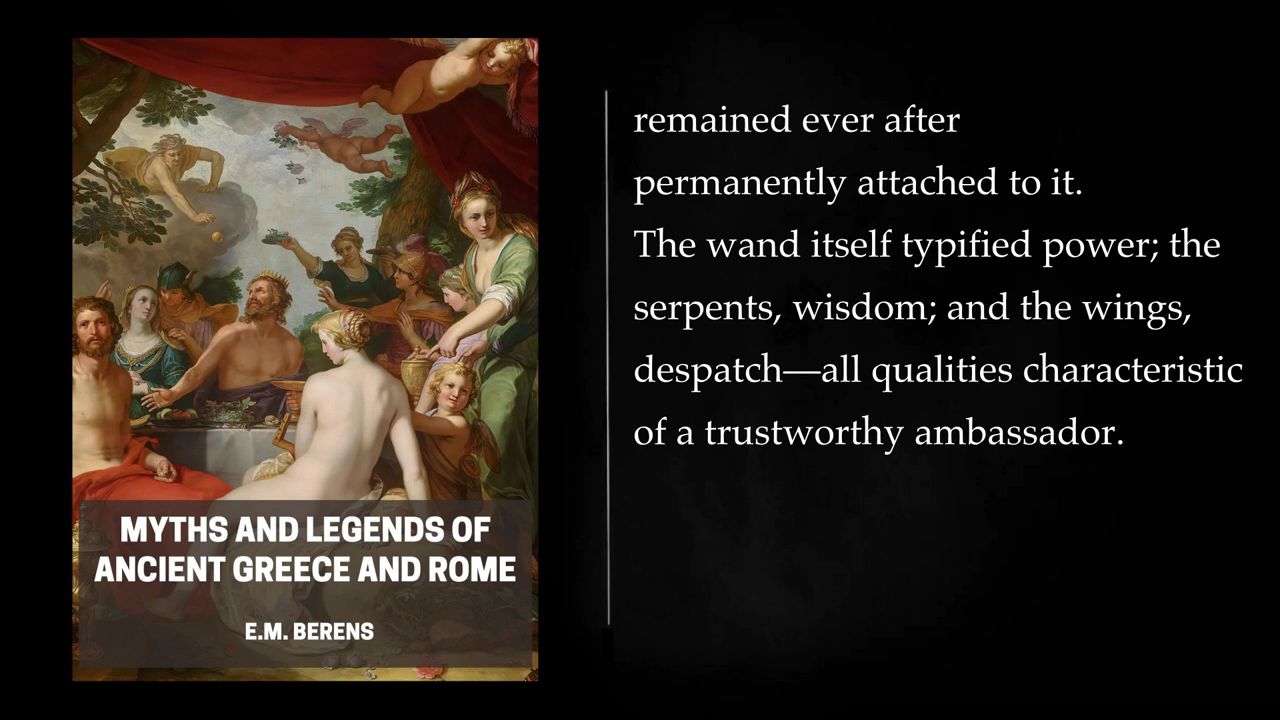 MYTHS AND LEGENDS OF
ANCIENT GREECE AND ROME
E.M. BERENS
remained ever after
permanently attached to it.
The wand itself typified power; the
serpents, wisdom; and the wings,
despatch—all qualities characteristic
of a trustworthy ambassador.